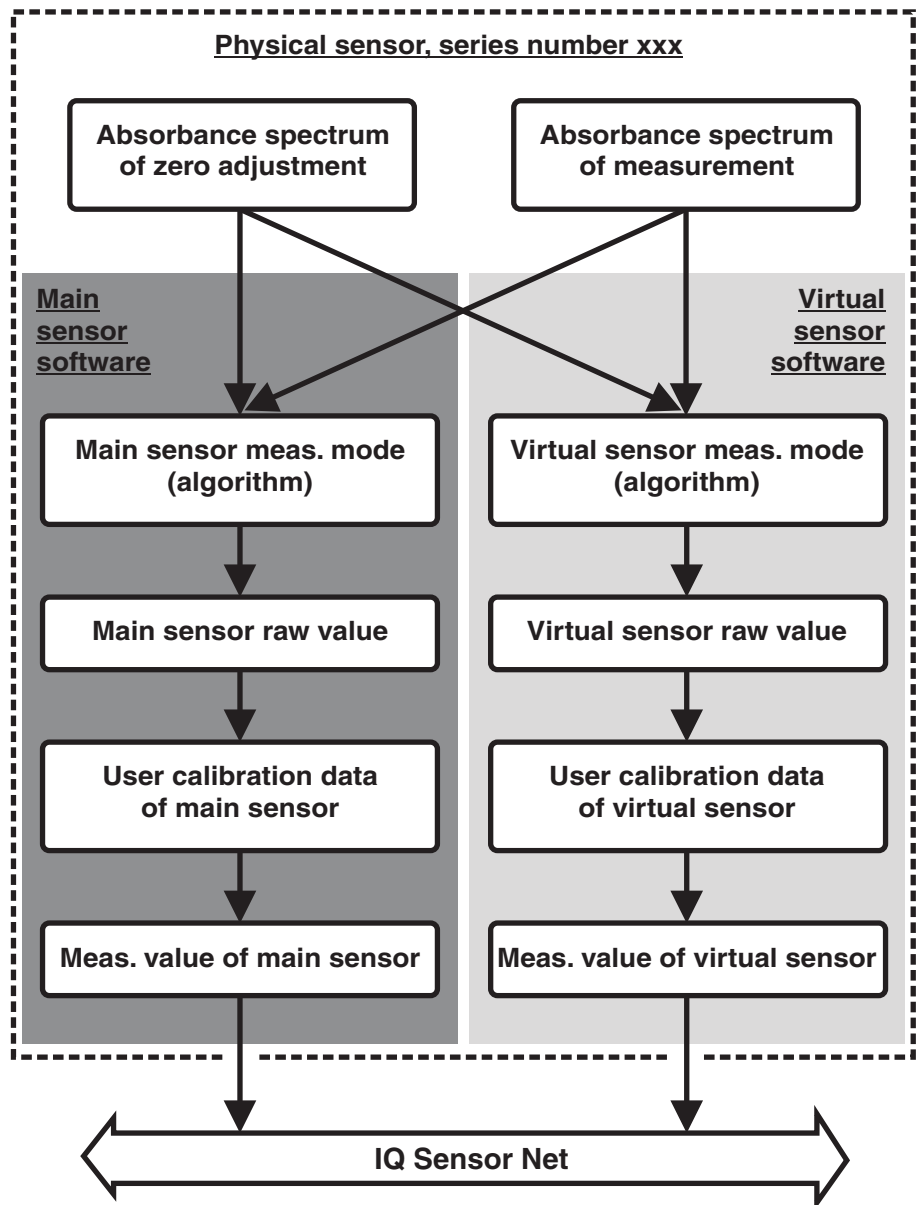 Physical sensor, series number xxx
Absorbance spectrum
of zero adjustment
Absorbance spectrum
of measurement
Main
sensor
software
Virtual
sensor
software
Main sensor meas. mode
(algorithm)
Virtual sensor meas. mode
(algorithm)
Main sensor raw value
Virtual sensor raw value
User calibration data
of main sensor
User calibration data
of virtual sensor
Meas. value of main sensor
Meas. value of virtual sensor
IQ Sensor Net